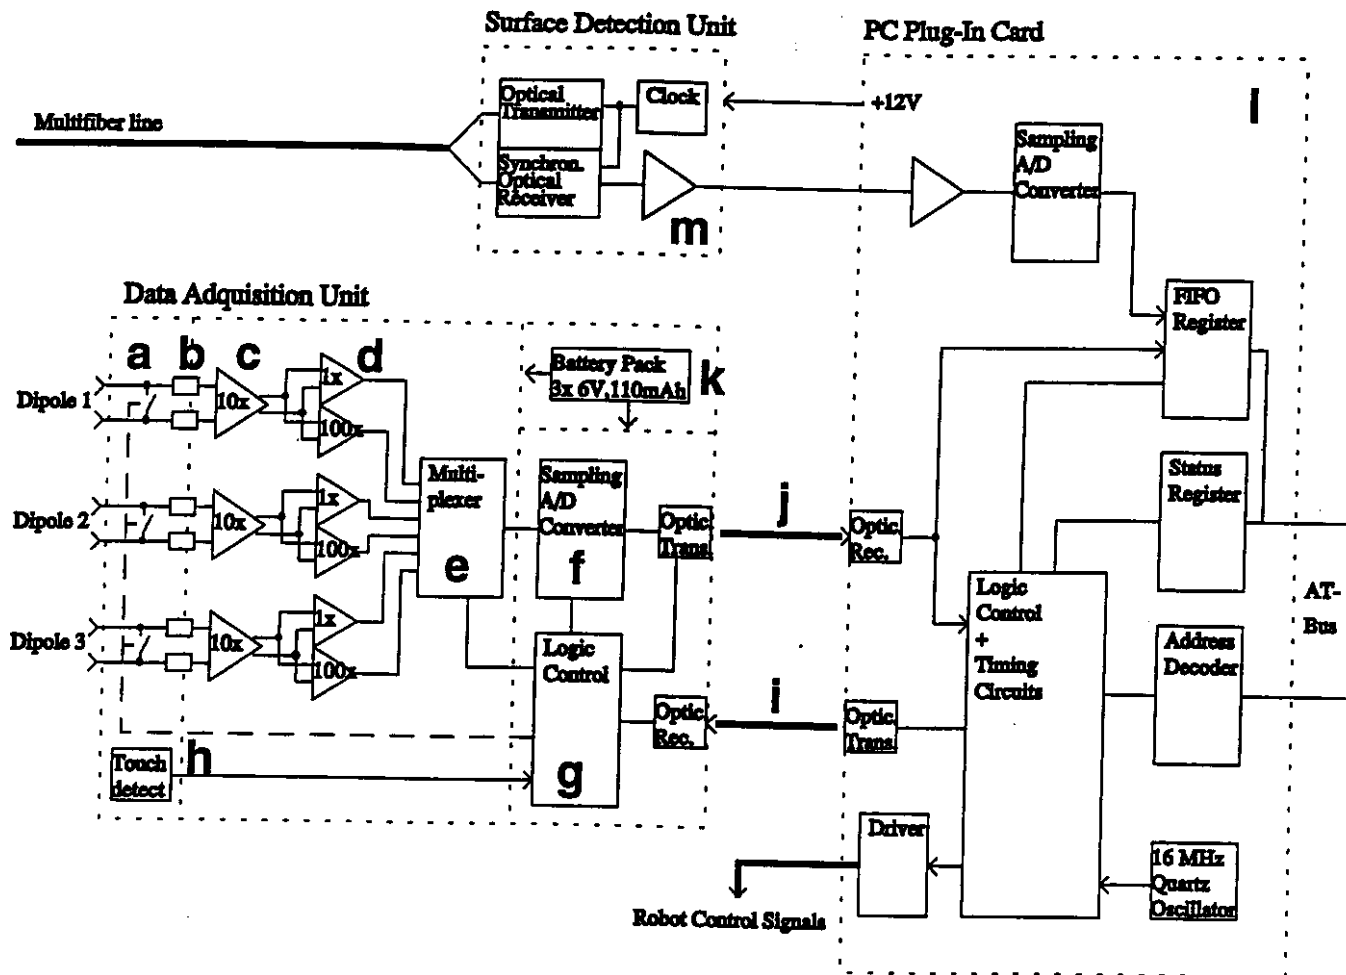 Surface Detection Unit
PC Plug-In Card
Optical
Transmitter
Clock
+12V
l
Multifiber line
Synchron.
Optical
Receiver
m
Sampling
A/D
Converter
FIFO
Register
Data Adquisition Unit
a
b
c
d
Battery Pack
3x 6V,110mAh
k
Dipole 1
10x
1x
100x
Multi-
plexer
e
Sampling
A/D
Converter
f
Optic.
Trans.
Optic.
Rec.
Status
Register
Dipole 2
10x
1x
100x
Dipole 3
10x
1x
100x
Logic
Control
g
Optic.
Rec.
Optic.
Trans.
Logic
Control
+
Timing
Circuits
Address
Decoder
AT-
Bus
h
Touch
detect
Driver
16 MHz
Quartz
Oscillator
Robot Control Signals